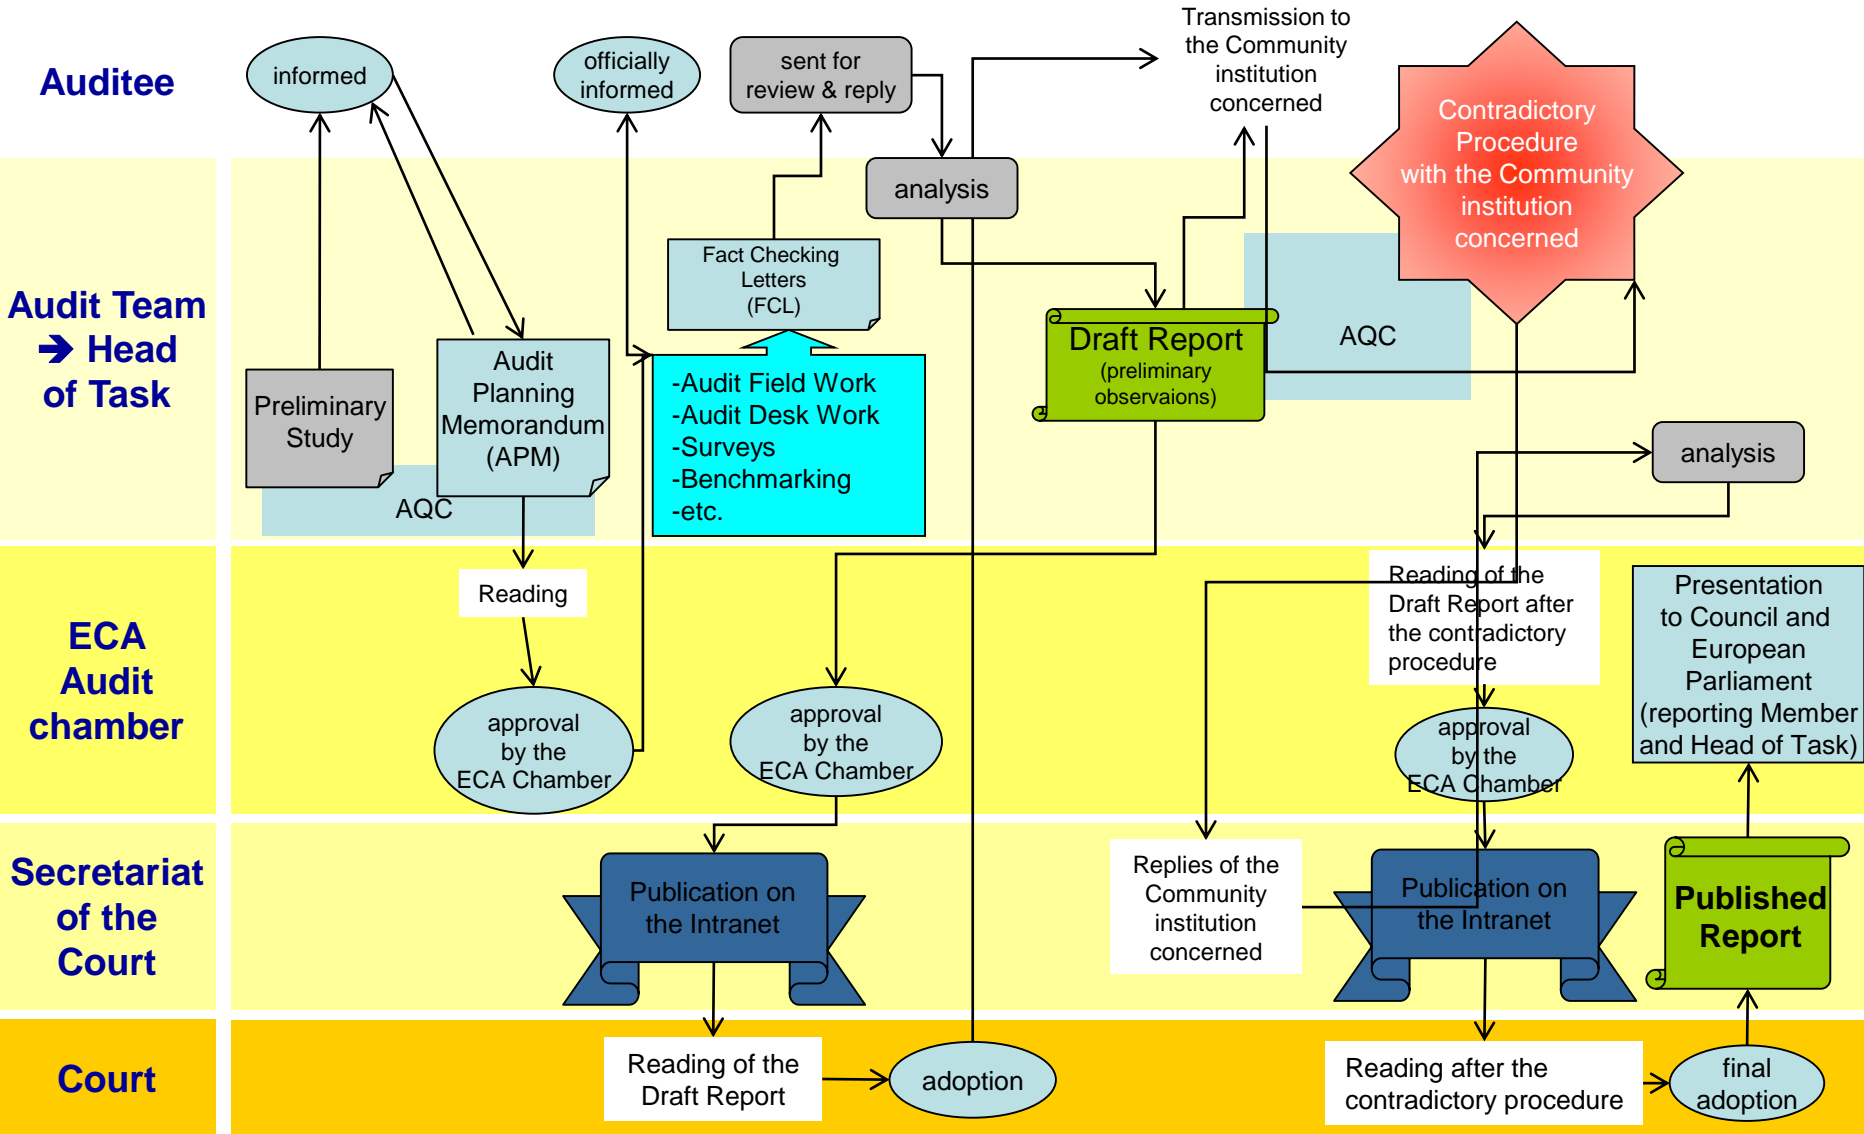 Auditee
informed
officially
informed
sent for
review & reply
Transmission to
the Community
institution
concerned
Contradictory
Procedure
with the Community
institution
concerned
Audit Team
➔ Head
of Task
Preliminary
Study
Audit
Planning
Memorandum
(APM)
AQC
Fact Checking
Letters
(FCL)
-Audit Field Work
-Audit Desk Work
-Surveys
-Benchmarking
-etc.
analysis
Draft Report
(preliminary
observaions)
AQC
analysis
ECA
Audit
chamber
Reading
approval
by the
ECA Chamber
approval
by the
ECA Chamber
Reading of the
Draft Report after
the contradictory
procedure
approval
by the
ECA Chamber
Presentation
to Council and
European
Parliament
(reporting Member
and Head of Task)
Secretariat
of the
Court
Publication on
the Intranet
Replies of the
Community
institution
concerned
Publication on
the Intranet
Published
Report
Court
Reading of the
Draft Report
adoption
Reading after the
contradictory procedure
final
adoption